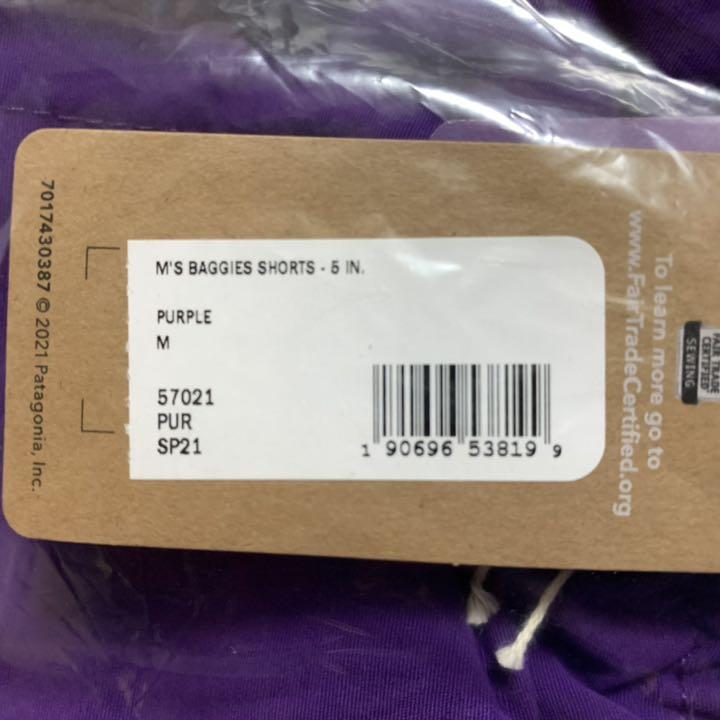 M'S BAGGIES SHORTS - 5 IN.
PURPLE
M
57021
PUR
SP21
1 90696 53819 9
7017430387 © 2021 Patagonia, Inc.
To learn more go to
www.FairTradeCertified.org
FAIR TRADE
CERTIFIED
SEWING